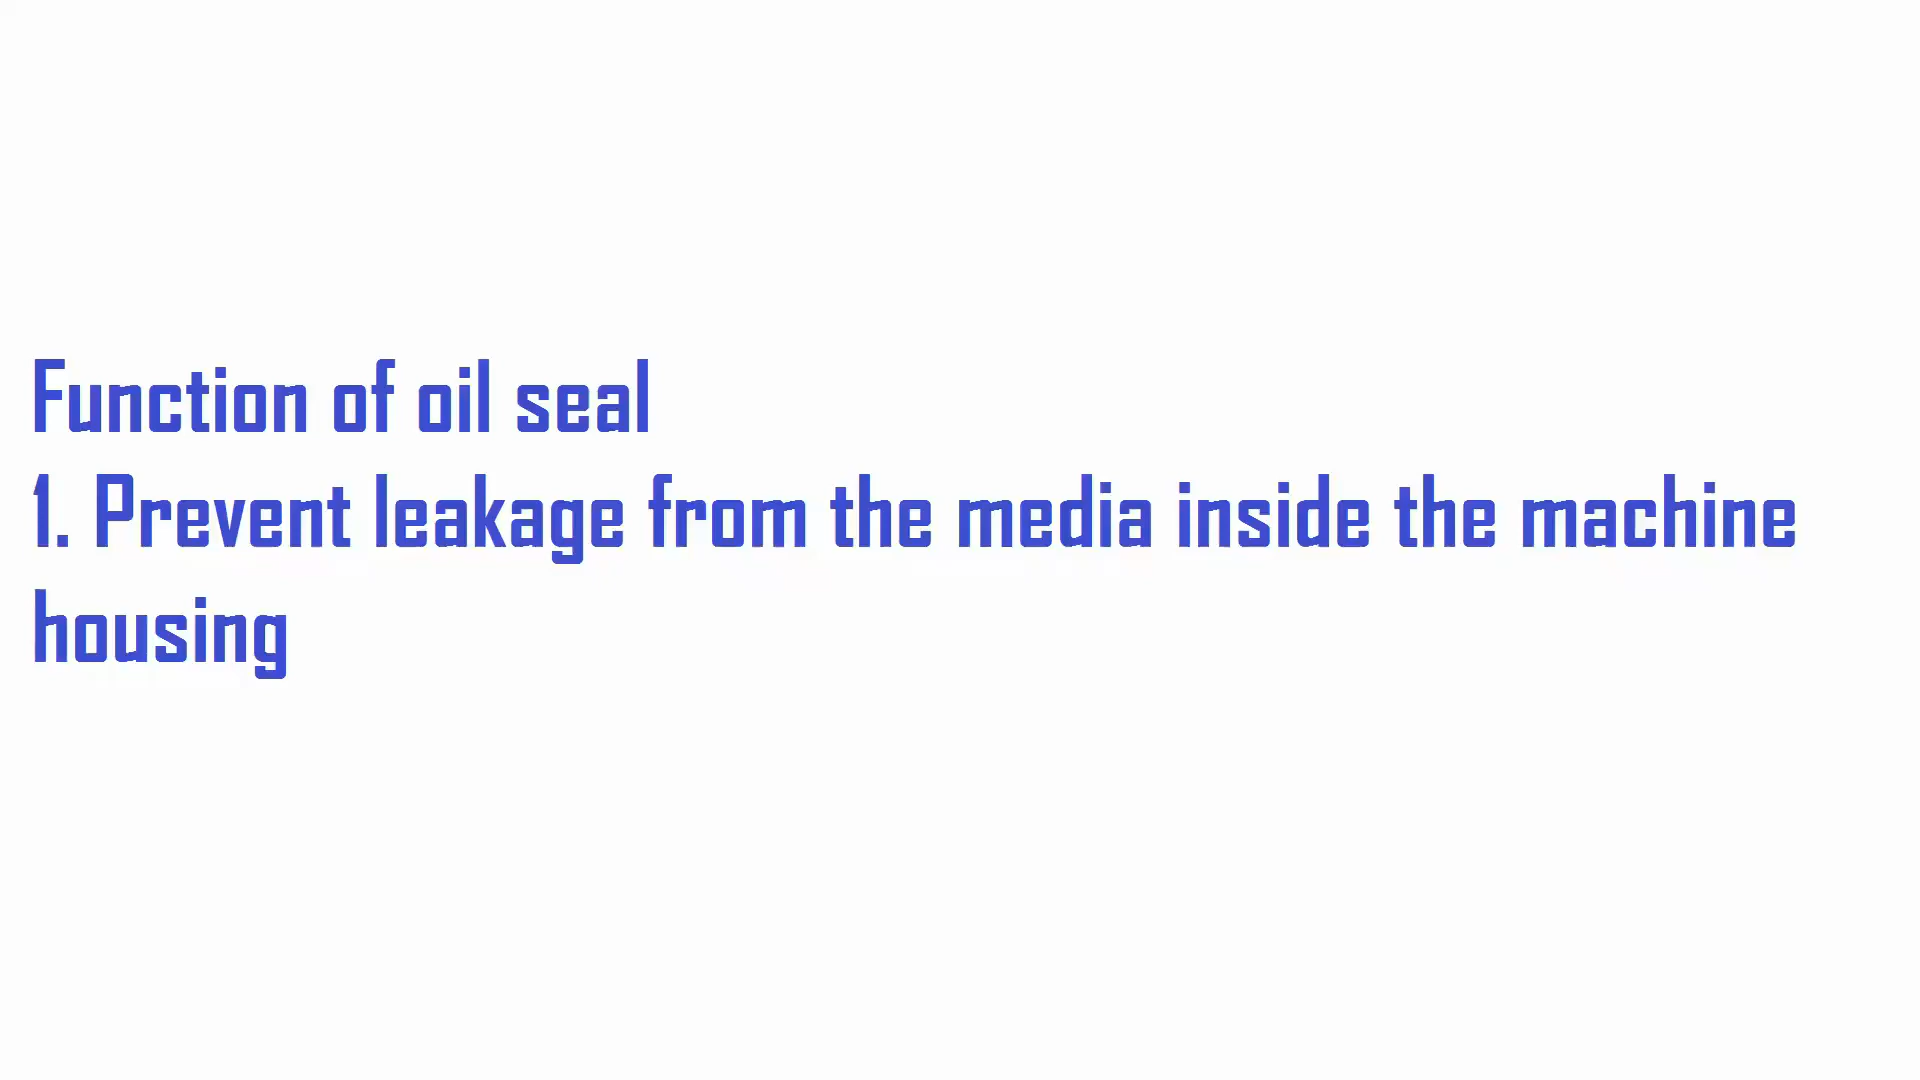 Function of oil seal
1. Prevent leakage from the media inside the machine
housing